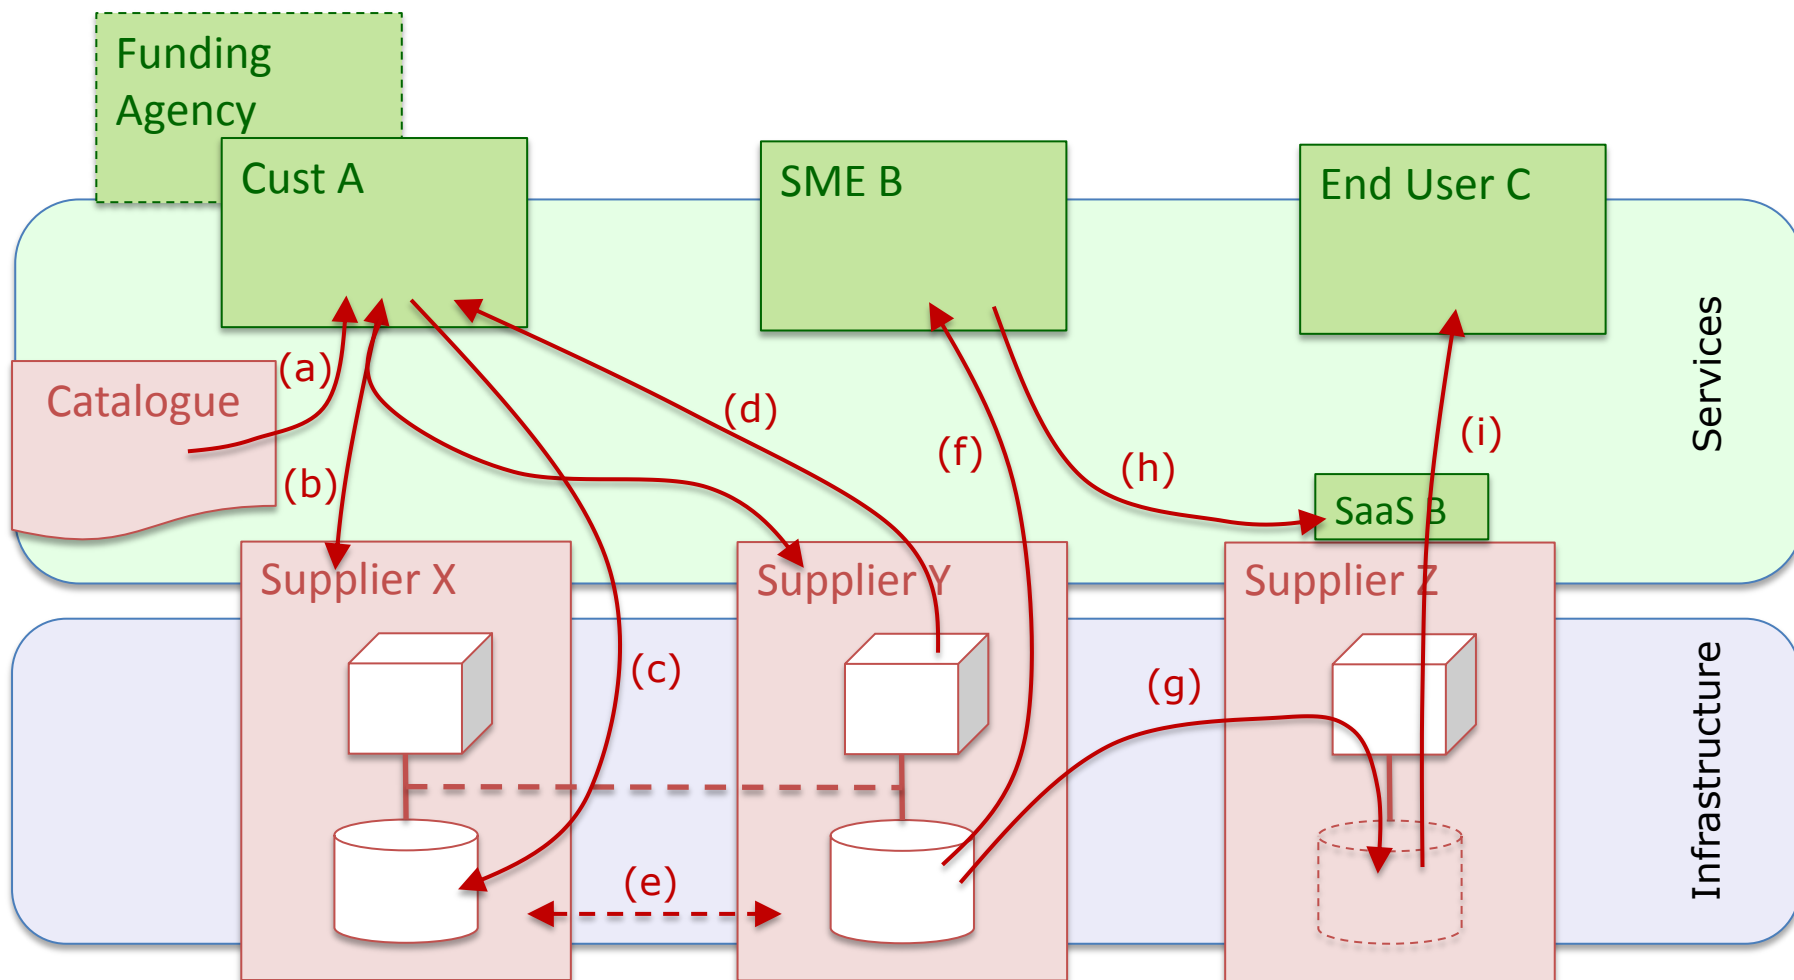 Funding
Agency
Cust A
SME B
End User C
Catalogue
(a)
(b)
(c)
(d)
(e)
(f)
(g)
(h)
(i)
SaaS B
Services
Supplier X
Supplier Y
Supplier Z
Infrastructure